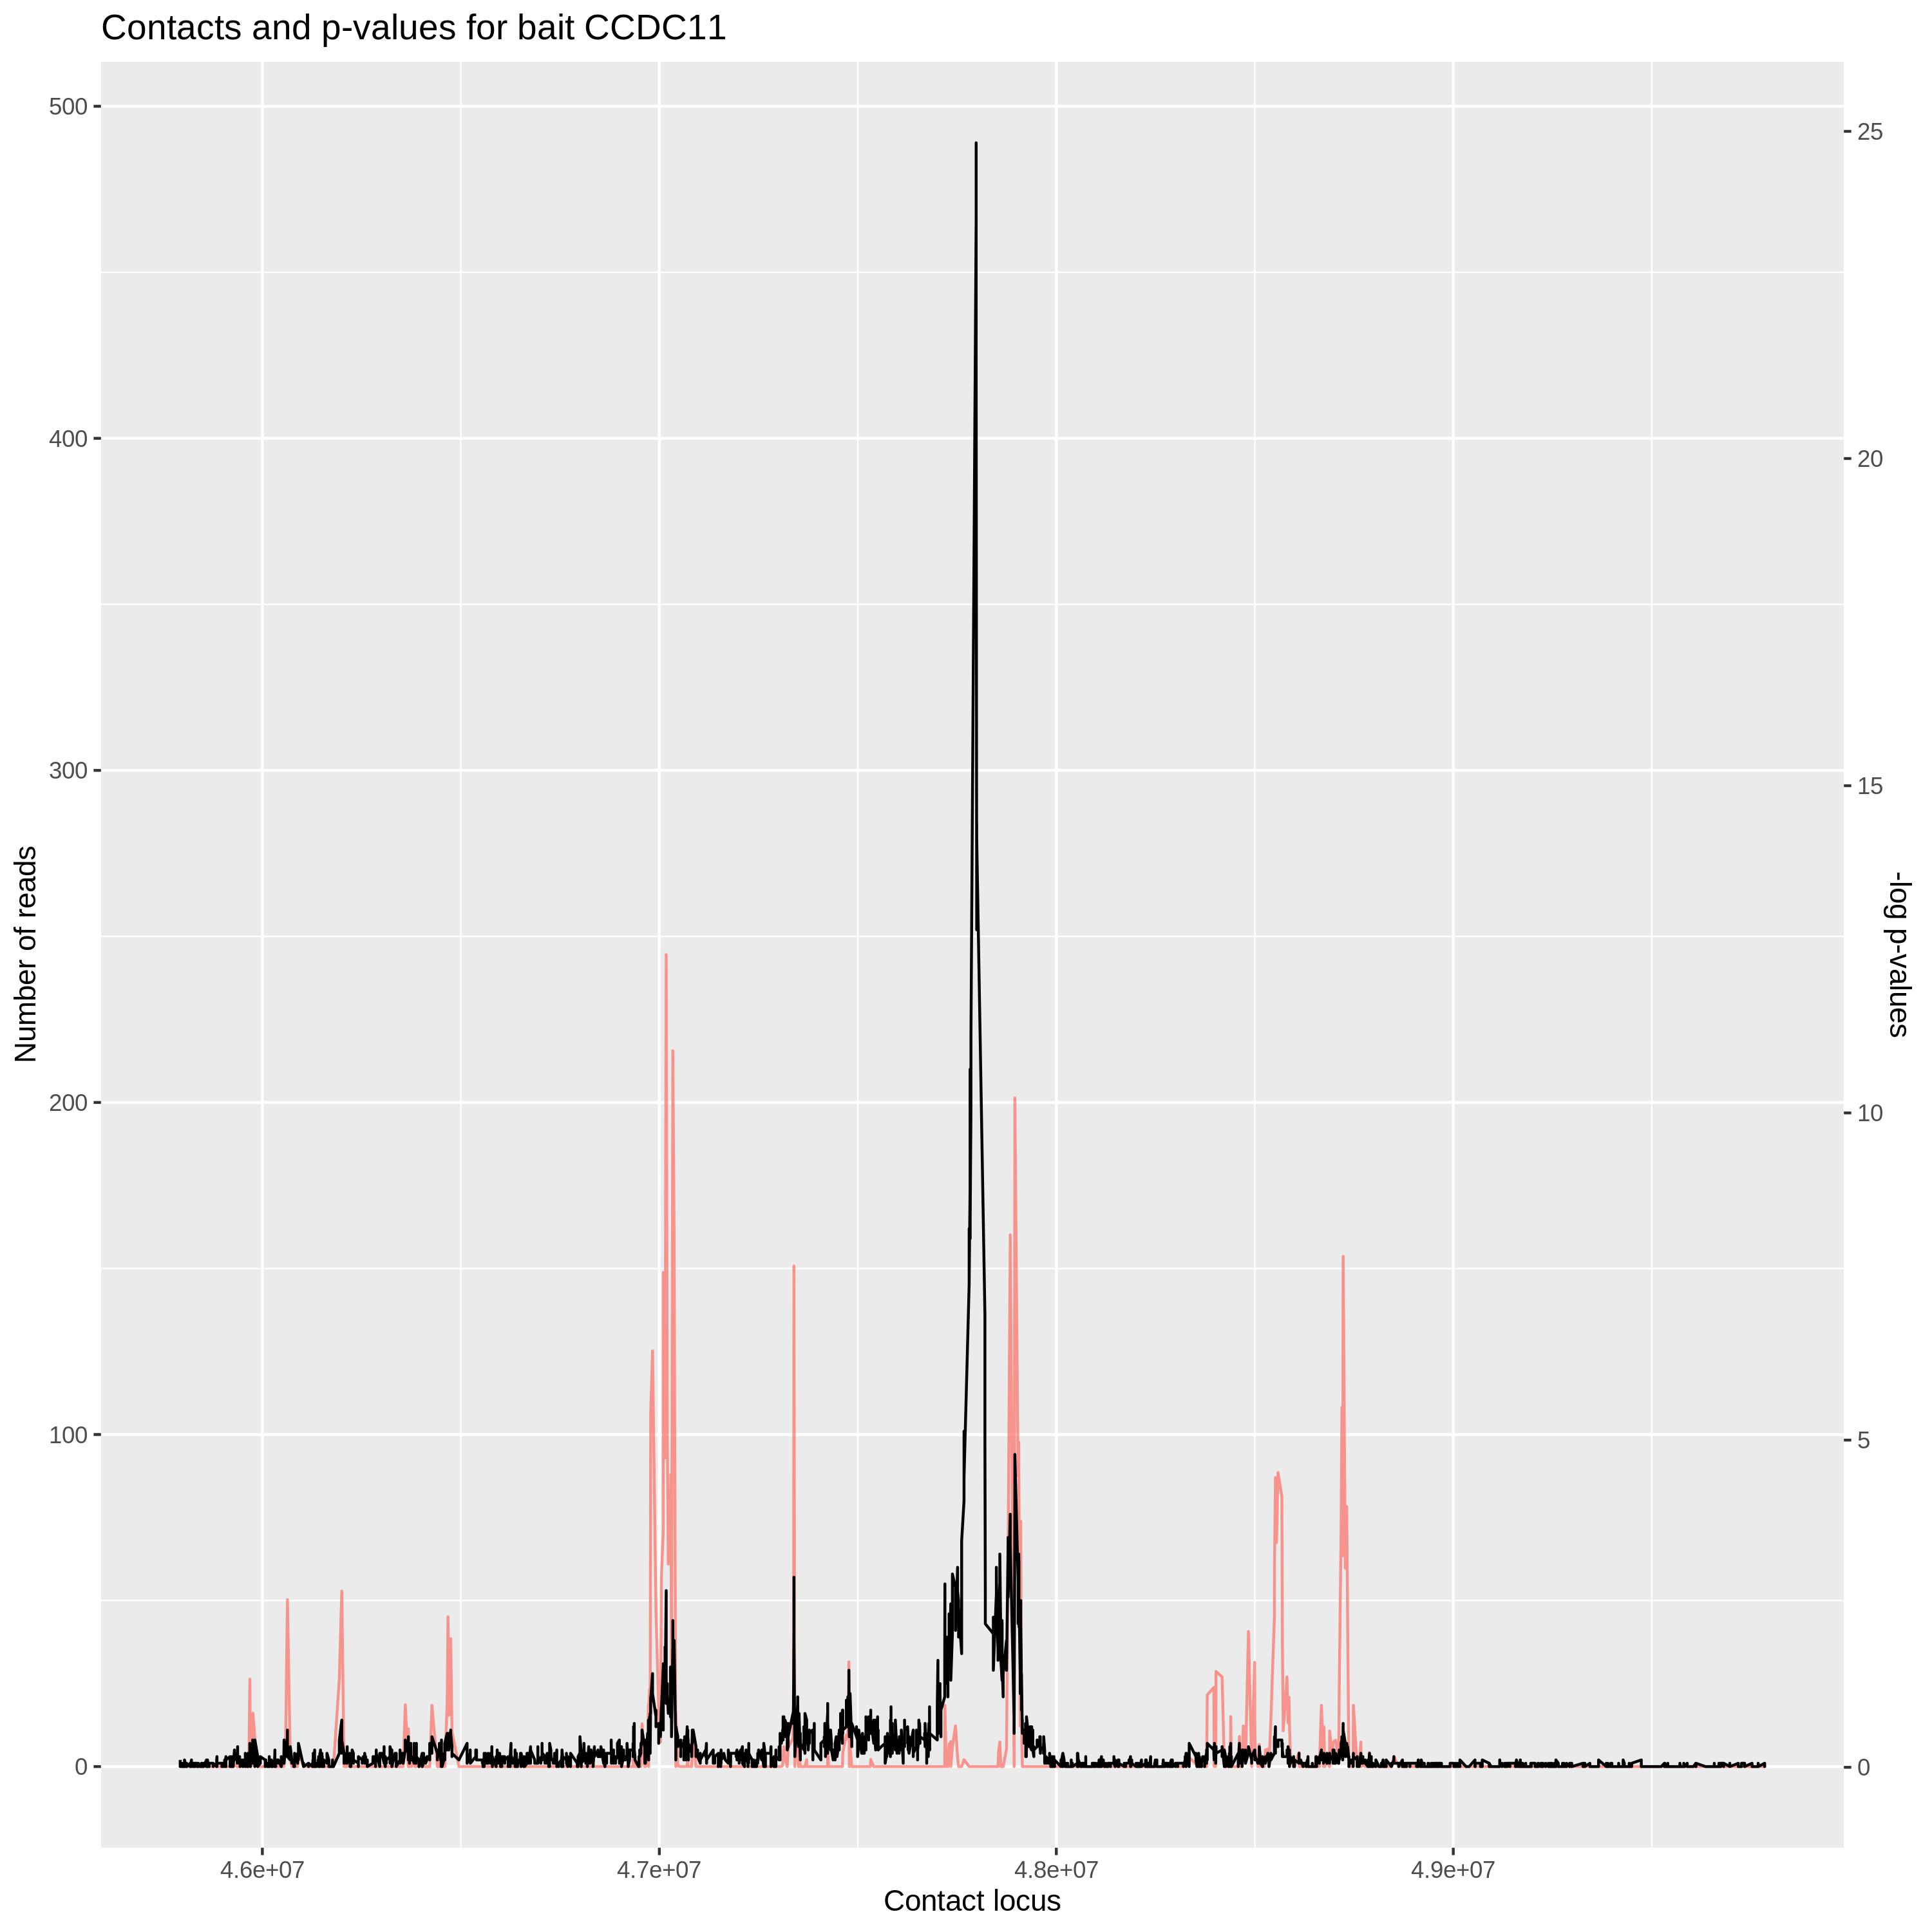 Contacts and p-values for bait CCDC11
500
400
300
200
100
0
Number of reads
25
20
15
10
5
0
-log p-values
4.6e+07
4.7e+07
4.8e+07
4.9e+07
Contact locus